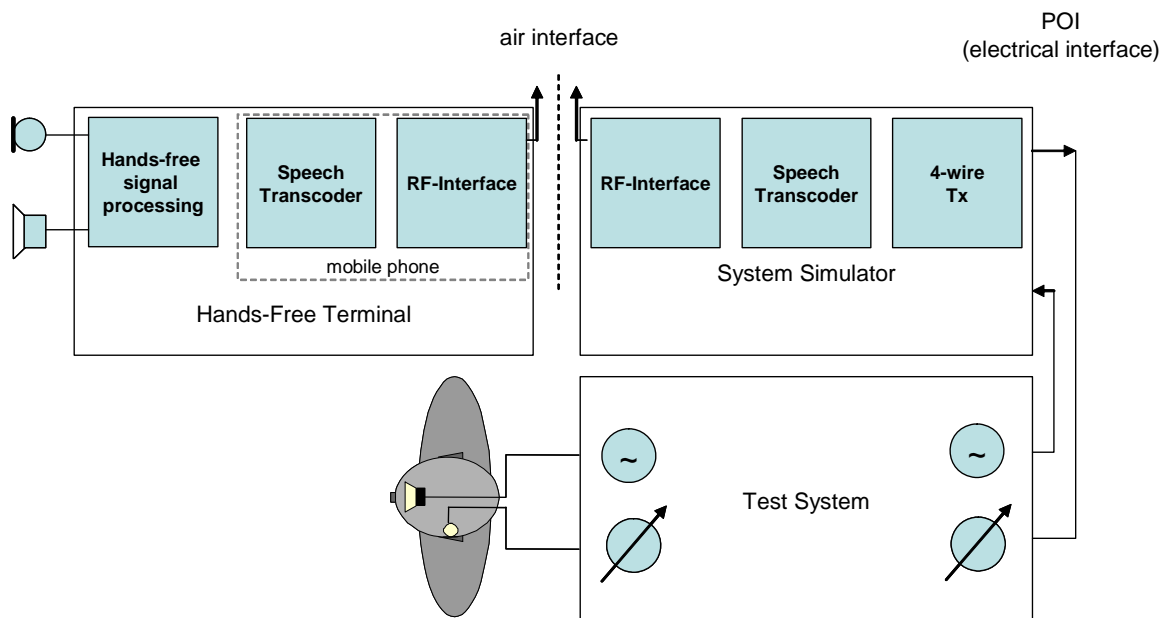 POI
(electrical interface)
air interface
Hands-free
signal
processing
Speech
Transcoder
RF-Interface
mobile phone
Hands-Free Terminal
RF-Interface
Speech
Transcoder
4-wire
Tx
System Simulator
~
~
Test System